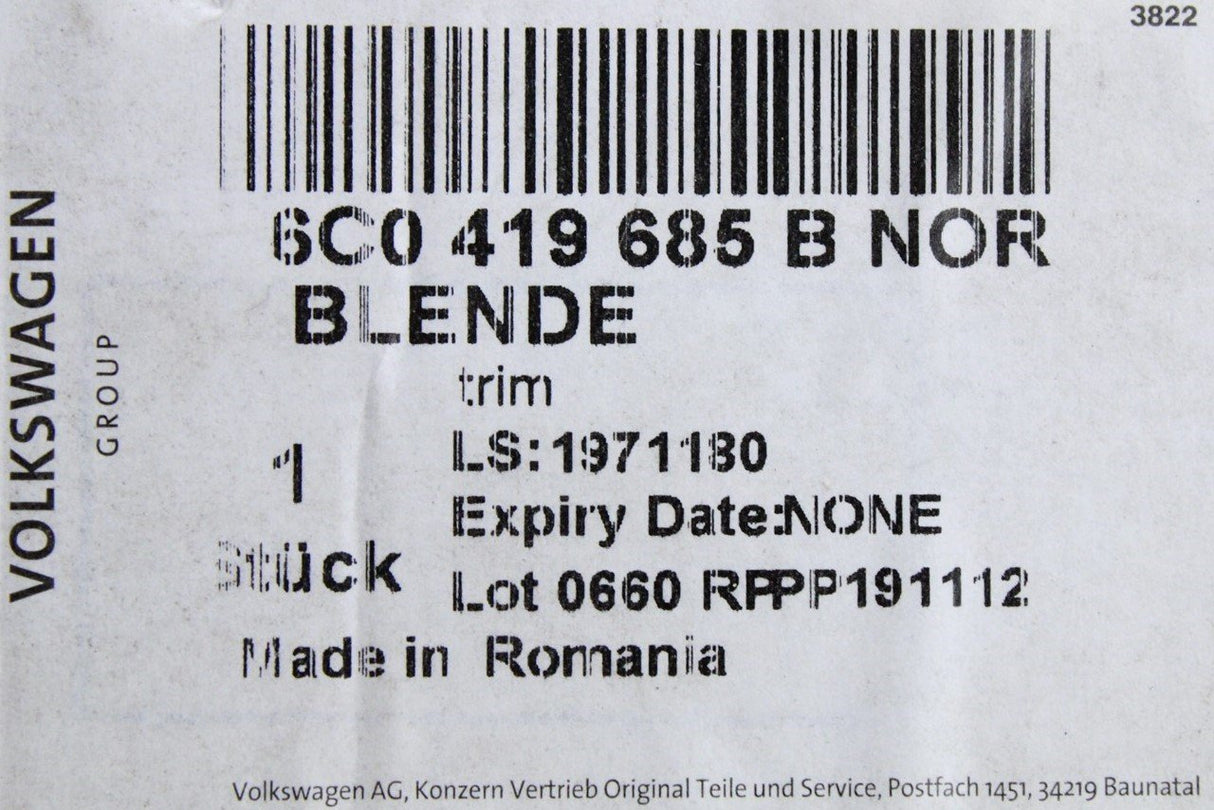 3822
VOLKSWAGEN
GROUP
6C0 419 685 B NOR
BLENDE
trim
1
LS:1971180
Expiry Date:NONE
Stück
Lot 0660 RPPP191112
Made in Romania
Volkswagen AG, Konzern Vertrieb Original Teile und Service, Postfach 1451, 34219 Baunatal